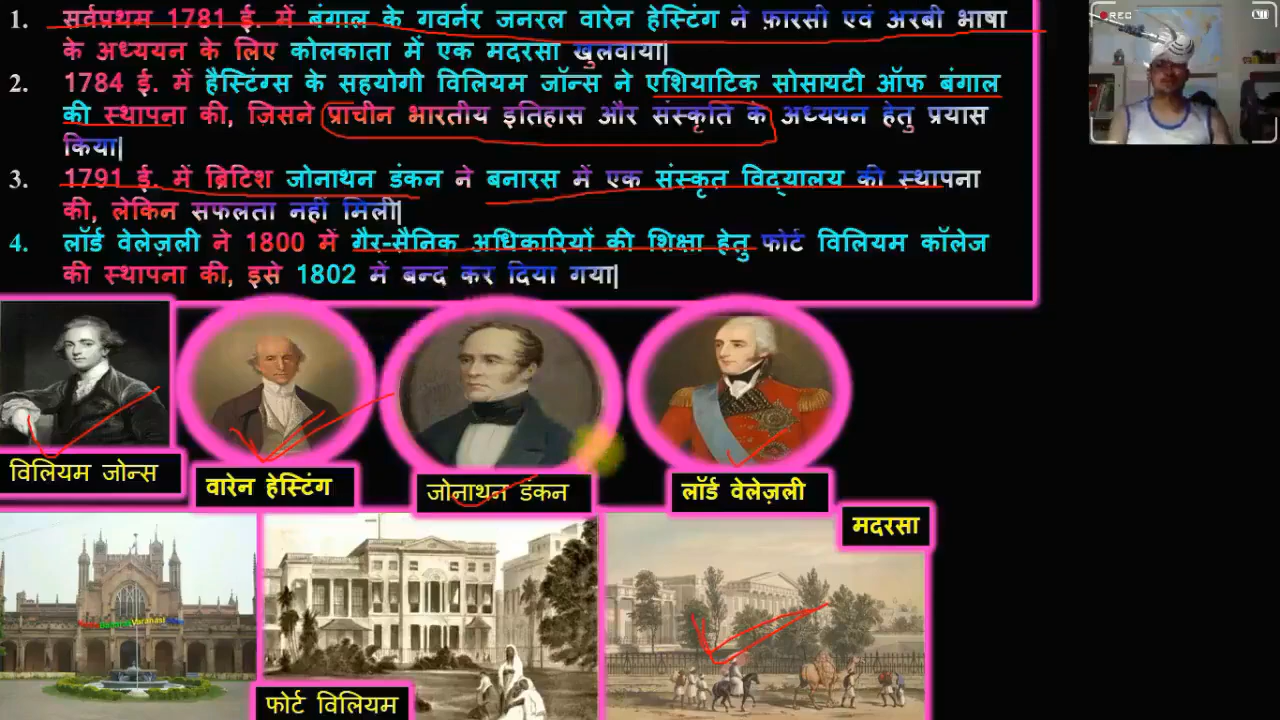 REC
1. सर्वप्रथम 1781 ई. में बंगाल के गवर्नर जनरल वारेन हेस्टिंग ने फ़ारसी एवं अरबी भाषा
के अध्ययन के लिए कोलकाता में एक मदरसा खुलवाया|
2. 1784 ई. में हैस्टिंग्स के सहयोगी विलियम जॉन्स ने एशियाटिक सोसायटी ऑफ बंगाल
की स्थापना की, जिसने प्राचीन भारतीय इतिहास और संस्कृति के अध्ययन हेतु प्रयास
किया|
3. 1791 ई. में ब्रिटिश जोनाथन डंकन ने बनारस में एक संस्कृत विद्यालय की स्थापना
की, लेकिन सफलता नहीं मिली|
4. लॉर्ड वेलेज़ली ने 1800 में गैर-सैनिक अधिकारियों की शिक्षा हेतु फोर्ट विलियम कॉलेज
की स्थापना की, इसे 1802 में बन्द कर दिया गया|
विलियम जोन्स
वारेन हेस्टिंग
जोनाथन डंकन
लॉर्ड वेलेज़ली
मदरसा
Varanasi
फोर्ट विलियम